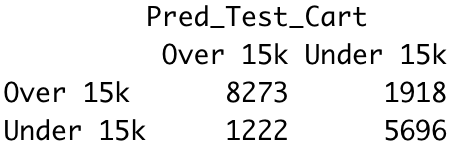 Pred_Test_Cart
Over 15k Under 15k
Over 15k 8273 1918
Under 15k 1222 5696